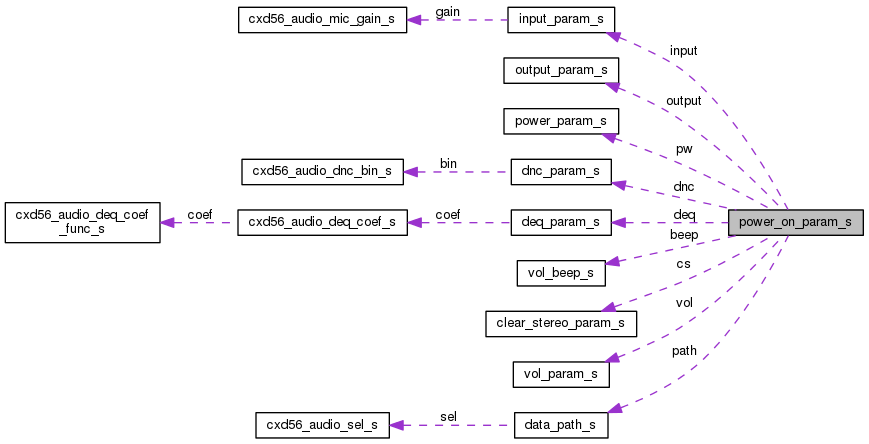 cxd56_audio_mic_gain_s
gain
input_param_s
input
output_param_s
output
power_param_s
pw
cxd56_audio_dnc_bin_s
bin
dnc_param_s
dnc
cxd56_audio_deq_coef
_func_s
coef
cxd56_audio_deq_coef_s
coef
deq_param_s
deq
power_on_param_s
beep
vol_beep_s
cs
clear_stereo_param_s
vol
vol_param_s
path
cxd56_audio_sel_s
sel
data_path_s